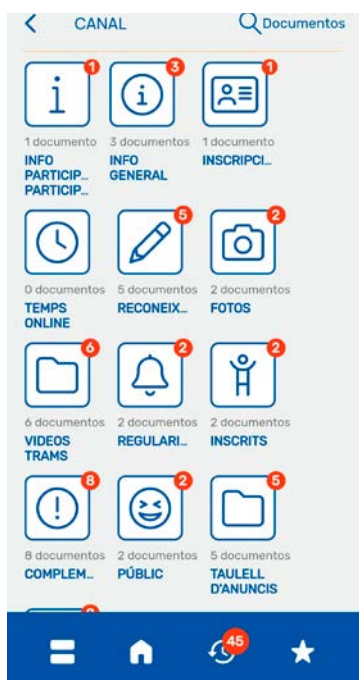 CANAL Documentos
1 3 1
1 documento 3 documentos 1 documento
INFO INFO INSCRIPCI...
PARTICIP... GENERAL
PARTICIP...
5 2
0 documentos 5 documentos 2 documentos
TEMPS RECONEIX... FOTOS
ONLINE
6 2 2
6 documentos 2 documentos 2 documentos
VIDEOS REGULARI... INSCRITS
TRAMS
8 2 5
8 documentos 2 documentos 5 documentos
COMPLEM... PÚBLIC TAULELL
D'ANUNCIS
45